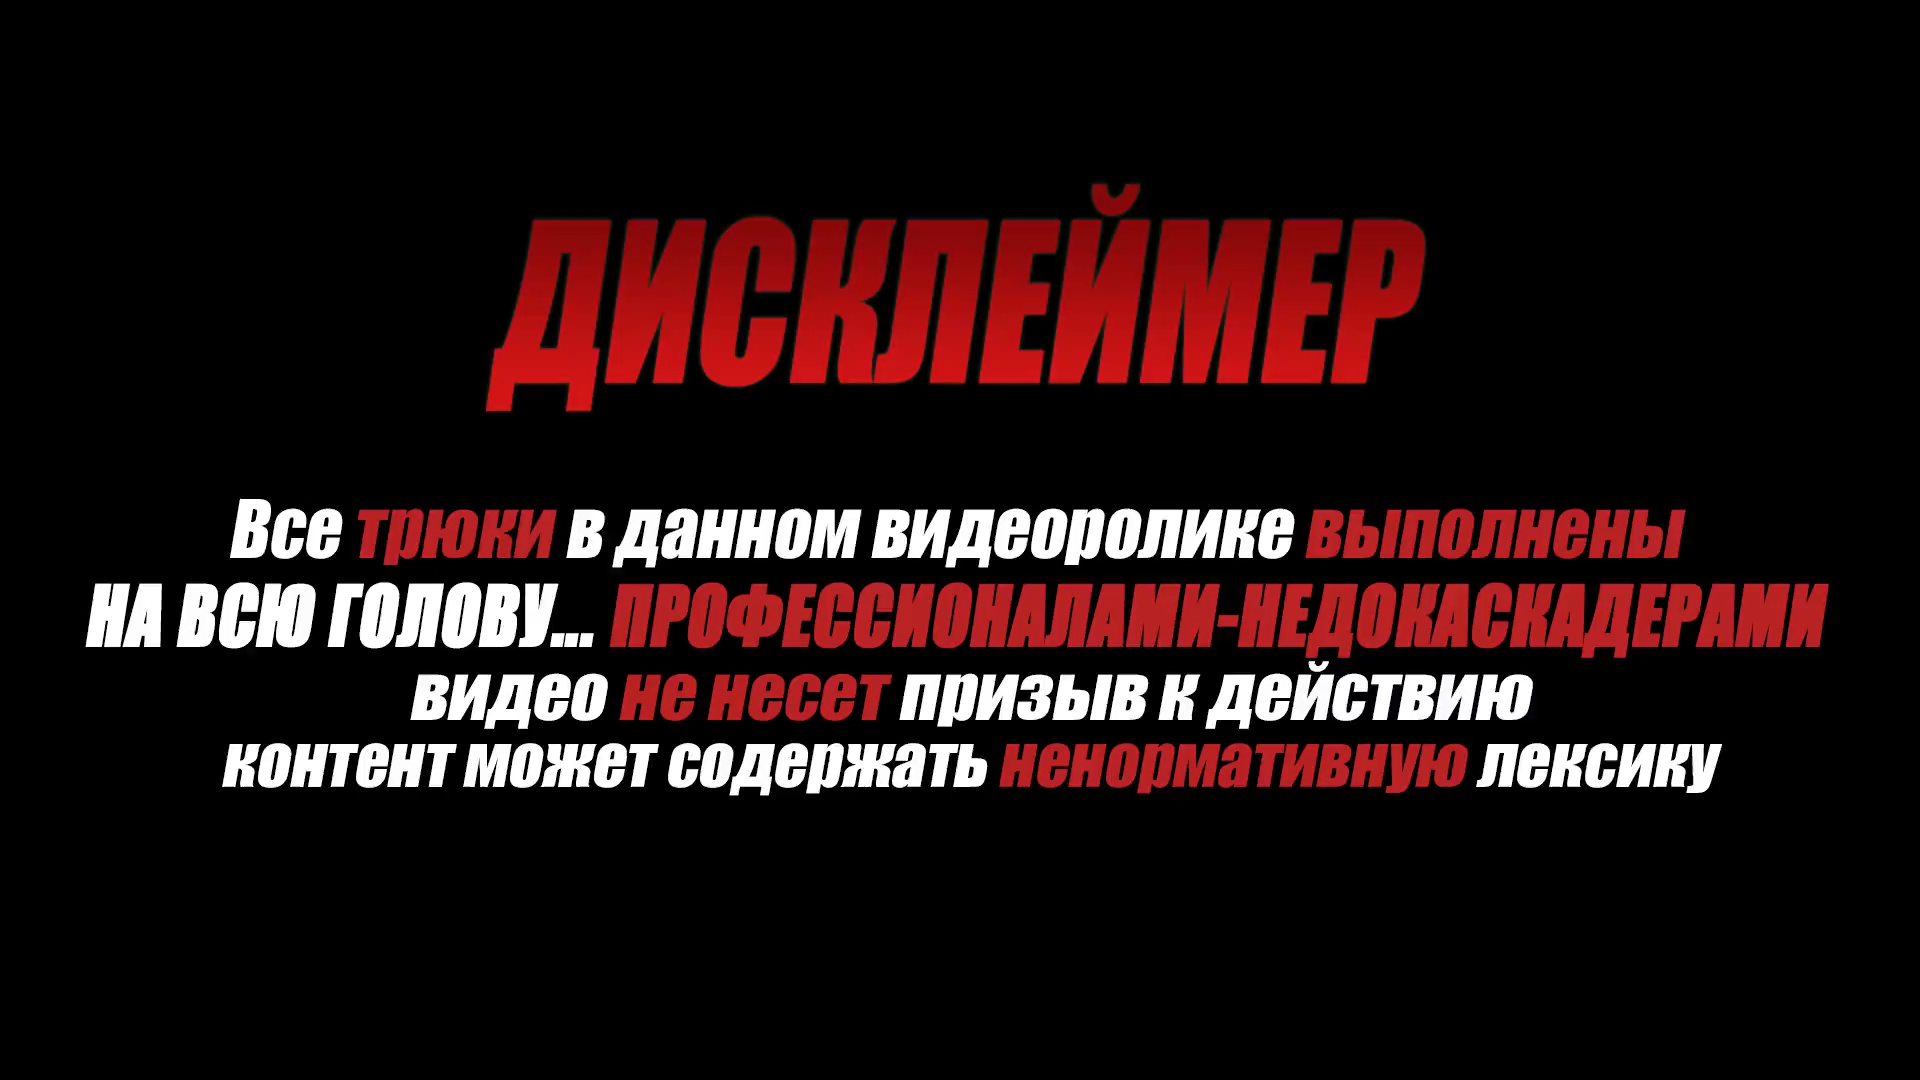 ДИСКЛЕЙМЕР
Все трюки в данном видеоролике выполнены
НА ВСЮ ГОЛОВУ... ПРОФЕССИОНАЛАМИ-НЕДОКАСКАДЕРАМИ
видео не несет призыв к действию
контент может содержать ненормативную лексику